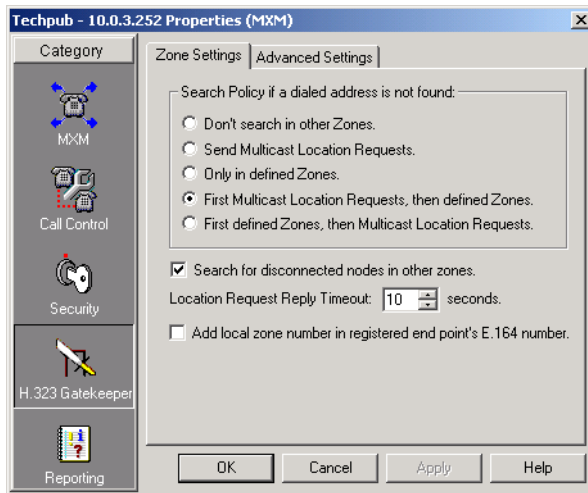 Techpub - 10.0.3.252 Properties (MXM)
Category
MXM
Call Control
Security
H.323 Gatekeeper
Reporting
Zone Settings
Advanced Settings
Search Policy if a dialed address is not found:
Don't search in other Zones.
Send Multicast Location Requests.
Only in defined Zones.
First Multicast Location Requests, then defined Zones.
First defined Zones, then Multicast Location Requests.
Search for disconnected nodes in other zones.
Location Request Reply Timeout: 10 seconds.
Add local zone number in registered end point's E.164 number.
OK
Cancel
Apply
Help